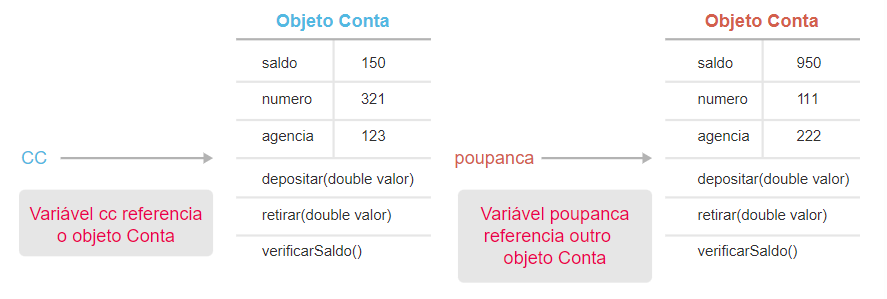 Objeto Conta
saldo 150
numero 321
agencia 123
CC
depositar(double valor)
retirar(double valor)
verificarSaldo()
Variável cc referencia
o objeto Conta
Objeto Conta
saldo 950
numero 111
agencia 222
poupanca
depositar(double valor)
retirar(double valor)
verificarSaldo()
Variável poupanca
referencia outro
objeto Conta